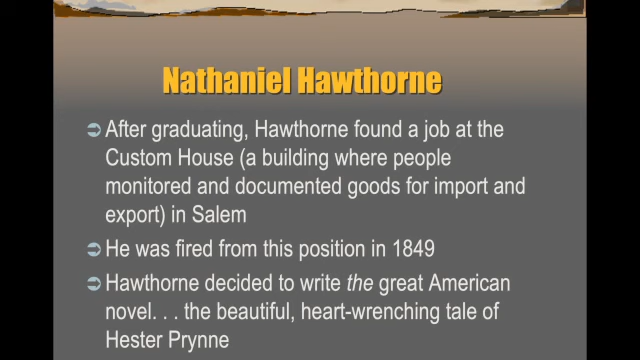 Nathaniel Hawthorne
After graduating, Hawthorne found a job at the
Custom House (a building where people
monitored and documented goods for import and
export) in Salem
He was fired from this position in 1849
Hawthorne decided to write the great American
novel. . . the beautiful, heart-wrenching tale of
Hester Prynne